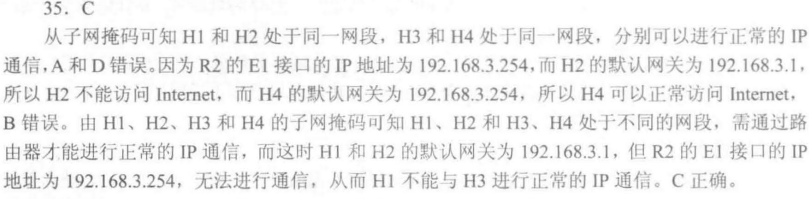 35. C
从子网掩码可知 H1 和 H2 处于同一网段，H3 和 H4 处于同一网段，分别可以进行正常的 IP
通信，A 和 D 错误。因为 R2 的 E1 接口的 IP 地址为 192.168.3.254，而 H2 的默认网关为 192.168.3.1，
所以 H2 不能访问 Internet，而 H4 的默认网关为 192.168.3.254，所以 H4 可以正常访问 Internet，
B 错误。由 H1、H2、H3 和 H4 的子网掩码可知 H1、H2 和 H3、H4 处于不同的网段，需通过路
由器才能进行正常的 IP 通信，而这时 H1 和 H2 的默认网关为 192.168.3.1，但 R2 的 E1 接口的 IP
地址为 192.168.3.254，无法进行通信，从而 H1 不能与 H3 进行正常的 IP 通信。C 正确。